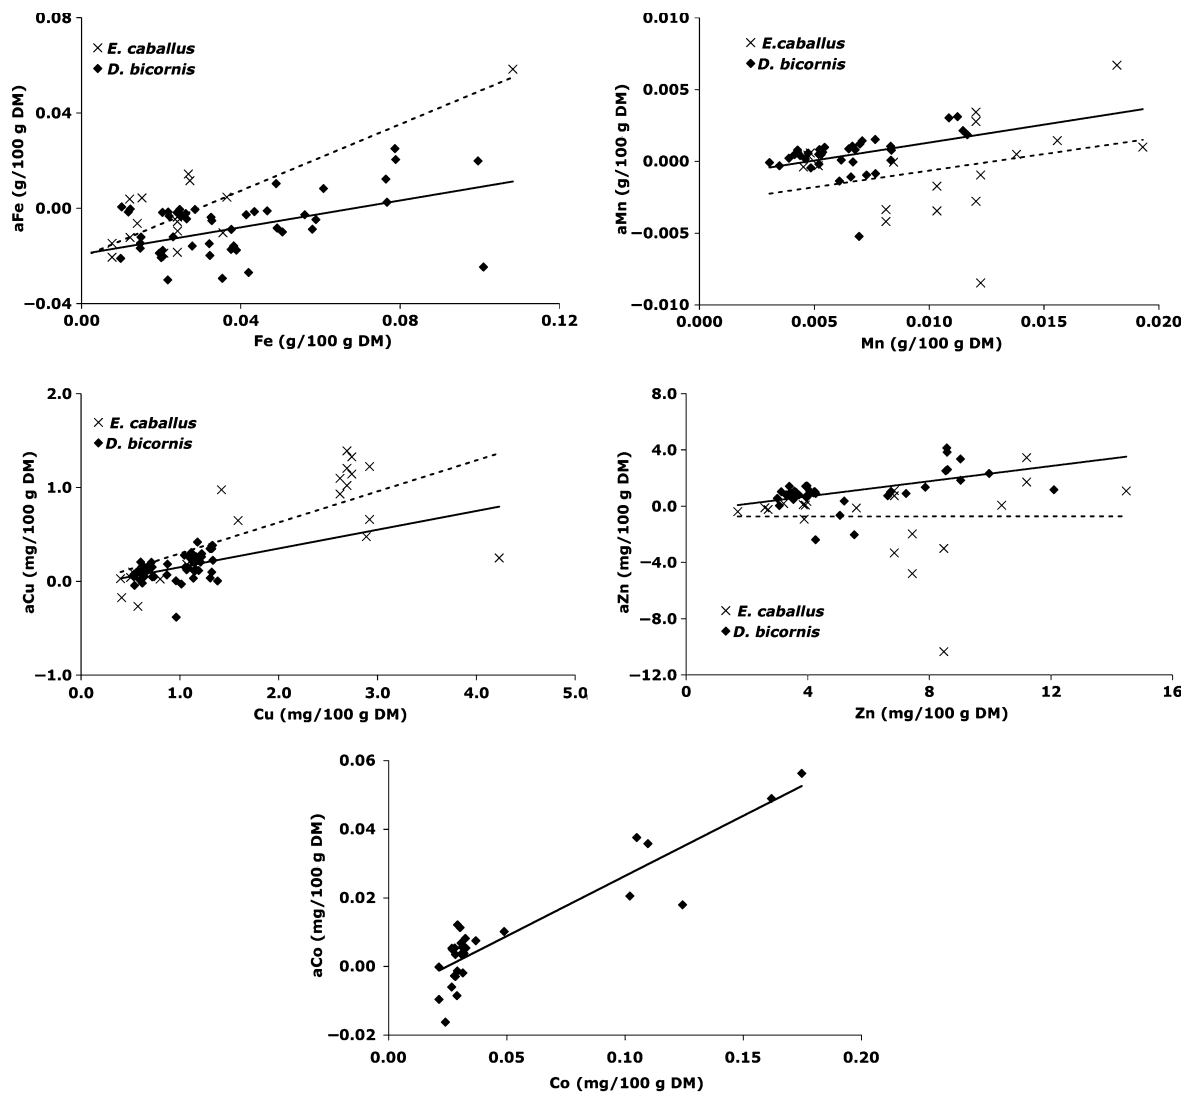 0.08
0.04
0.00
−0.04
aFe (g/100 g DM)
E. caballus
D. bicornis
0.00
0.04
0.08
0.12
Fe (g/100 g DM)
0.010
0.005
0.000
−0.005
−0.010
aMn (g/100 g DM)
E.caballus
D. bicornis
0.000
0.005
0.010
0.015
0.020
Mn (g/100 g DM)
2.0
1.0
0.0
−1.0
aCu (mg/100 g DM)
E. caballus
D. bicornis
0.0
1.0
2.0
3.0
4.0
5.0
Cu (mg/100 g DM)
8.0
4.0
0.0
−4.0
−8.0
−12.0
aZn (mg/100 g DM)
E. caballus
D. bicornis
0
4
8
12
16
Zn (mg/100 g DM)
0.06
0.04
0.02
0.00
−0.02
aCo (mg/100 g DM)
0.00
0.05
0.10
0.15
0.20
Co (mg/100 g DM)